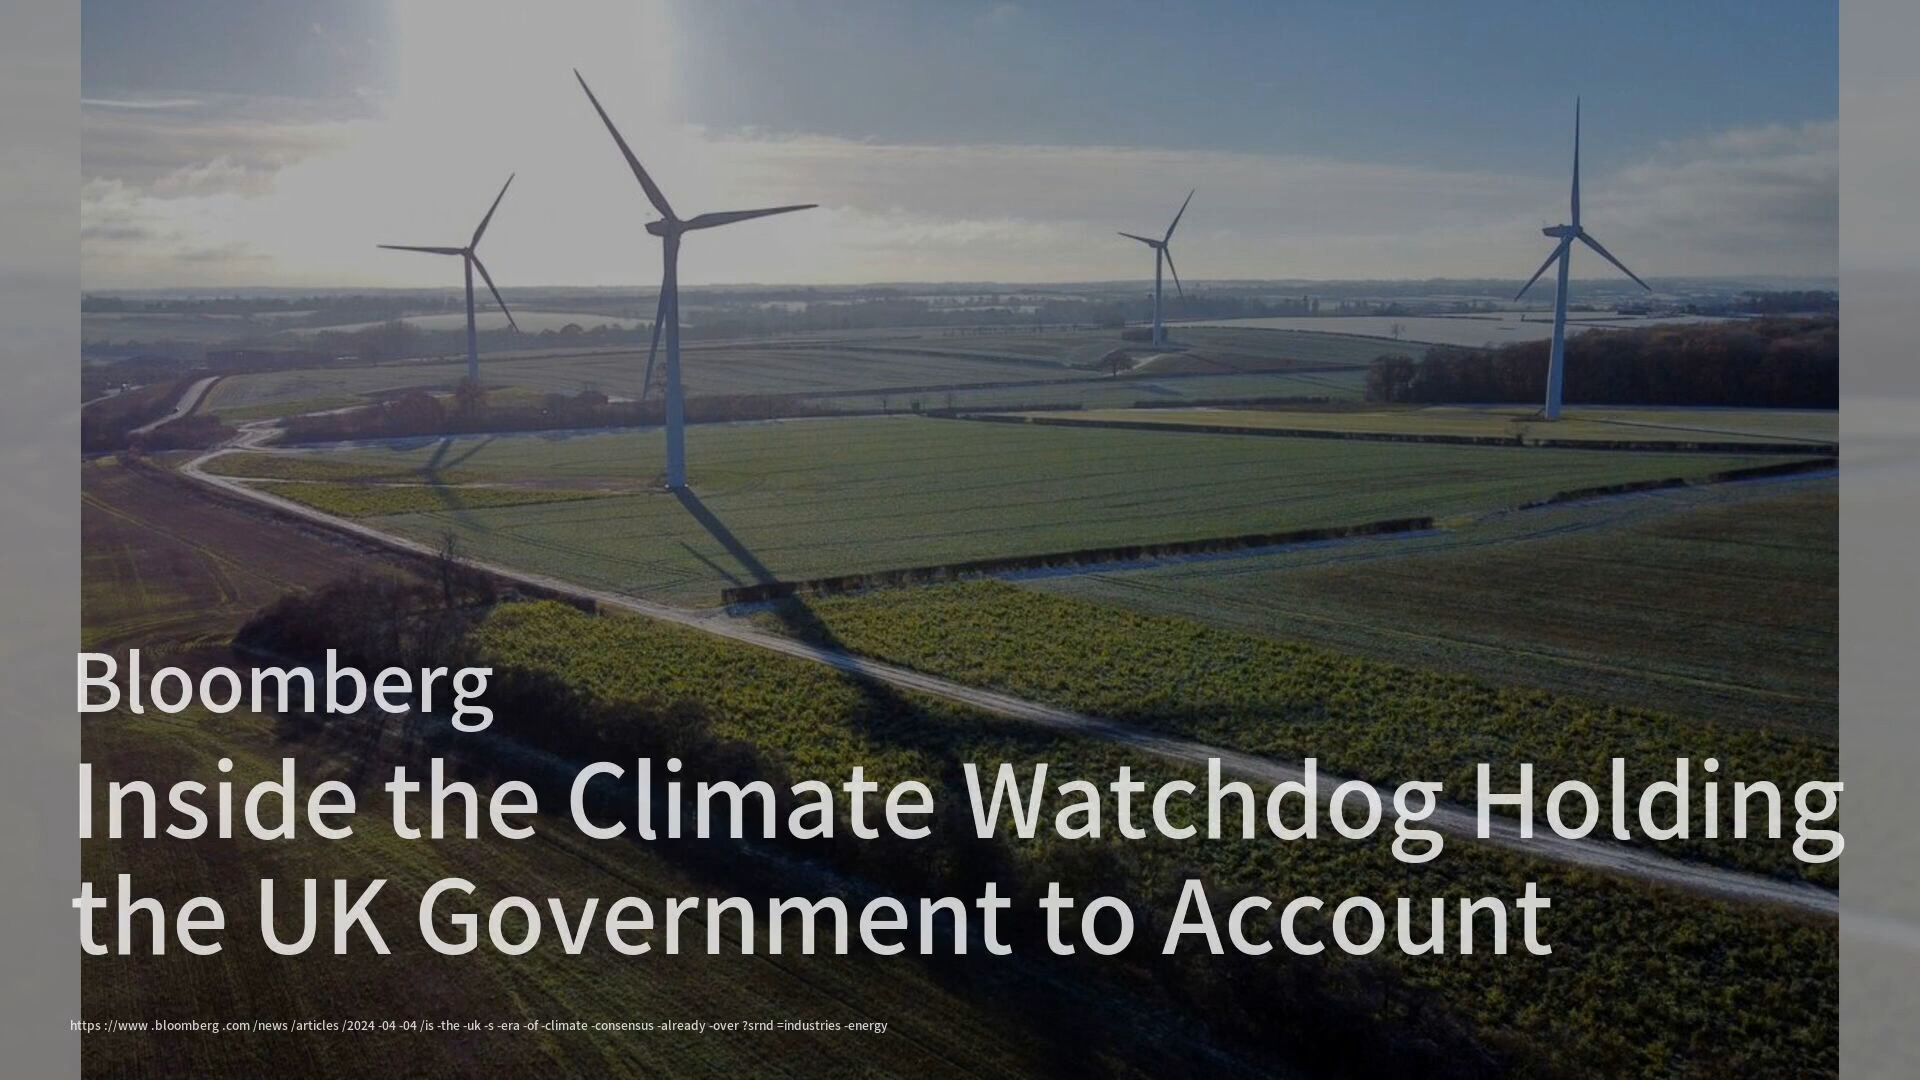 Bloomberg
Inside the Climate Watchdog Holding
the UK Government to Account
https ://www .bloomberg .com /news /articles /2024 -04 -04 /is -the -uk -s -era -of -climate -consensus -already -over ?srnd =industries -energy